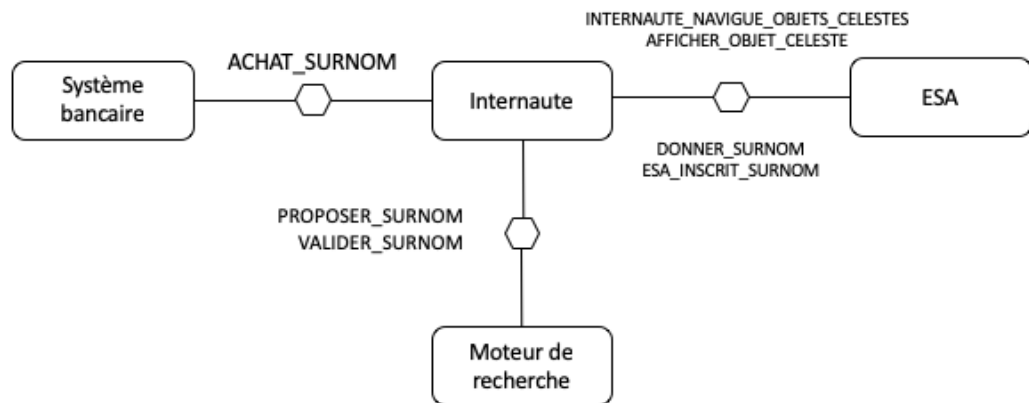 INTERNAUTE_NAVIGUE_OBJETS_CELESTES
AFFICHER_OBJET_CELESTE
ACHAT_SURNOM
Système
bancaire
Internaute
ESA
DONNER_SURNOM
ESA_INSCRIT_SURNOM
PROPOSER_SURNOM
VALIDER_SURNOM
Moteur de
recherche